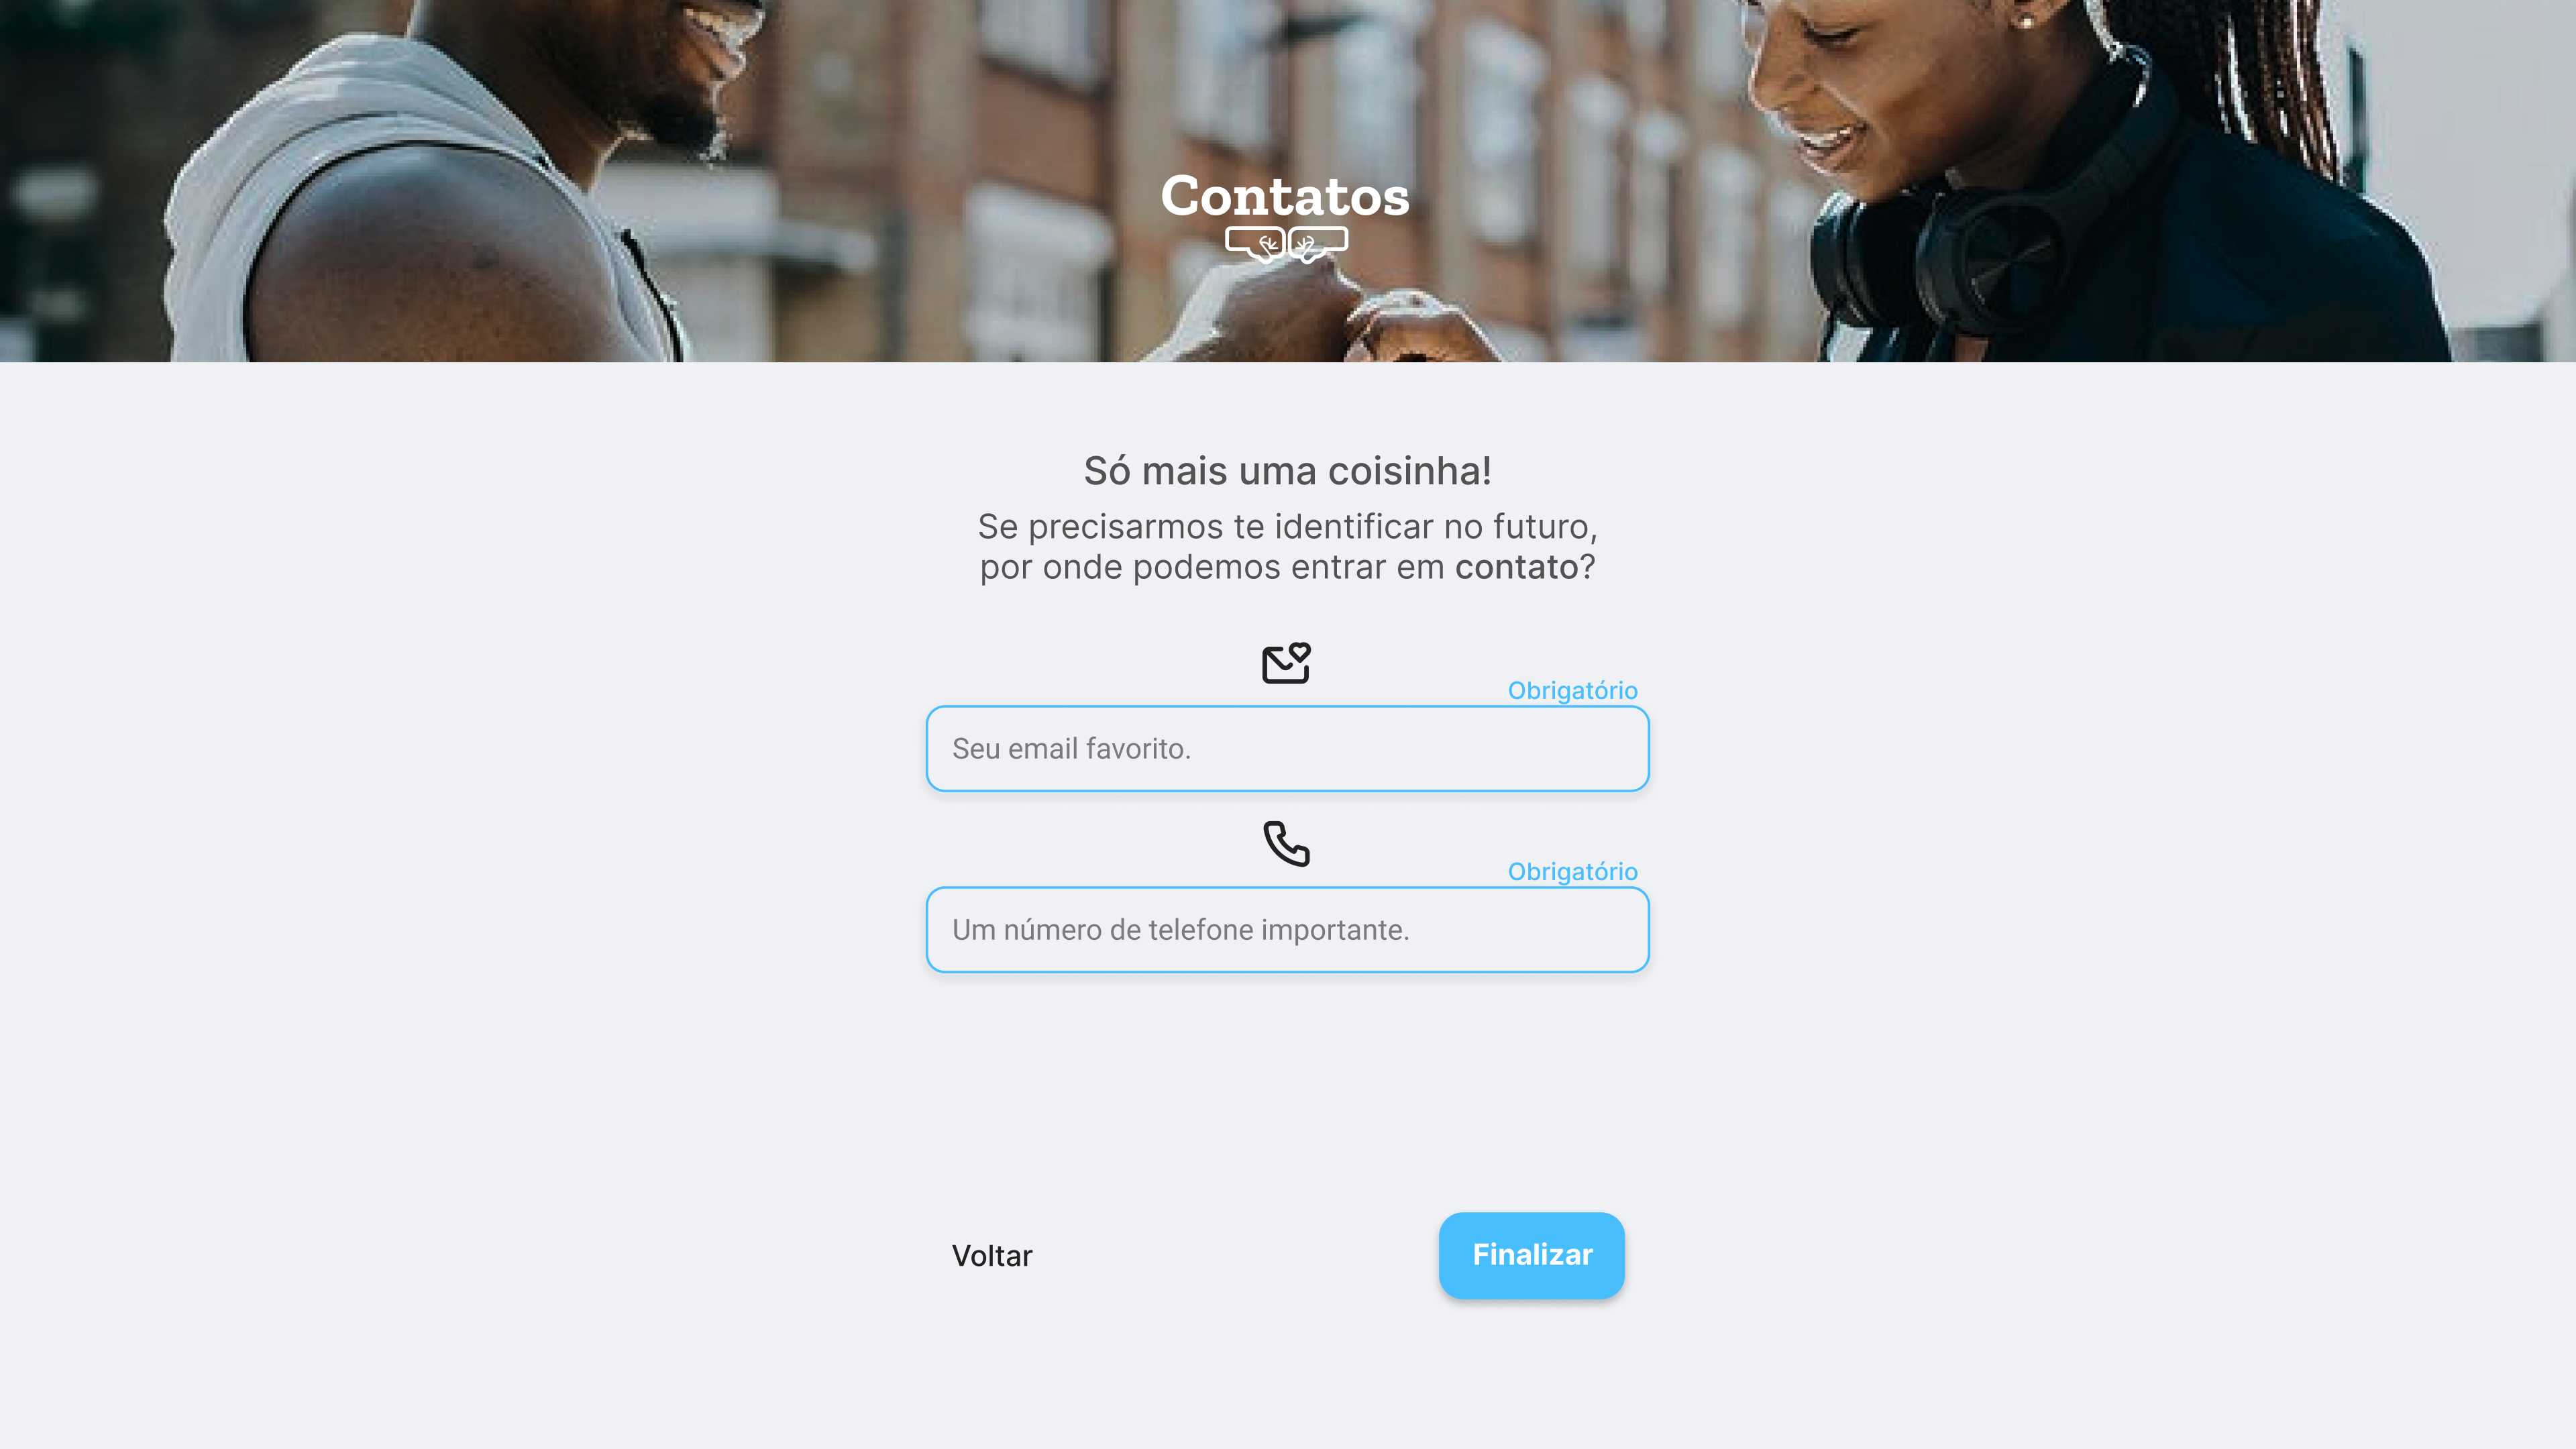 Contatos
Só mais uma coisinha!
Se precisarmos te identificar no futuro,
por onde podemos entrar em contato?
Obrigatório
Seu email favorito.
Obrigatório
Um número de telefone importante.
Voltar
Finalizar